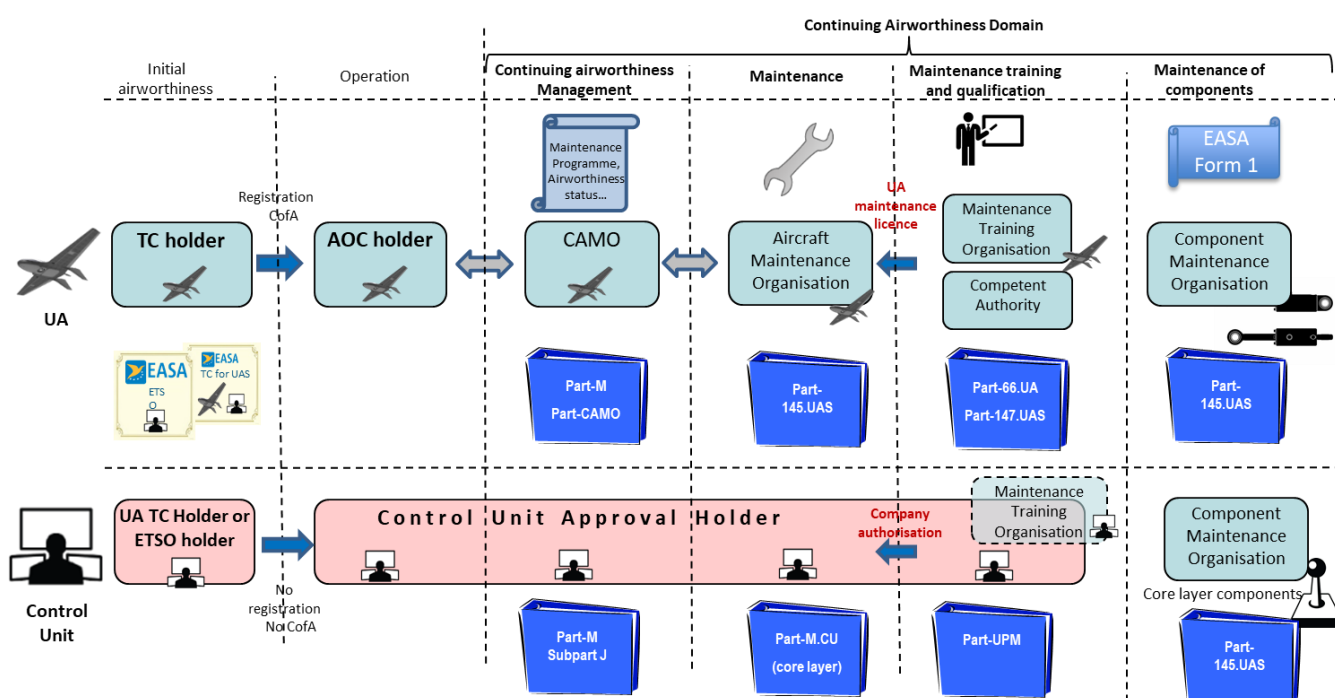 Continuing Airworthiness Domain
Initial
airworthiness
Operation
Continuing airworthiness
Management
Maintenance
Maintenance training
and qualification
Maintenance of
components
Maintenance
Programme,
Airworthiness
status...
EASA
Form 1
Registration
CofA
UA
maintenance
licence
TC holder
AOC holder
CAMO
Aircraft
Maintenance
Organisation
Maintenance
Training
Organisation
Competent
Authority
Component
Maintenance
Organisation
UA
EASA
ETS
O
EASA
TC for UAS
Part-M
Part-CAMO
Part-
145.UAS
Part-66.UA
Part-147.UAS
Part-
145.UAS
UA TC Holder or
ETSO holder
Control Unit Approval Holder
Company
authorisation
Maintenance
Training
Organisation
Component
Maintenance
Organisation
Core layer components
Control
Unit
No
registration
No CofA
Part-M
Subpart J
Part-M.CU
(core layer)
Part-UPM
Part-
145.UAS